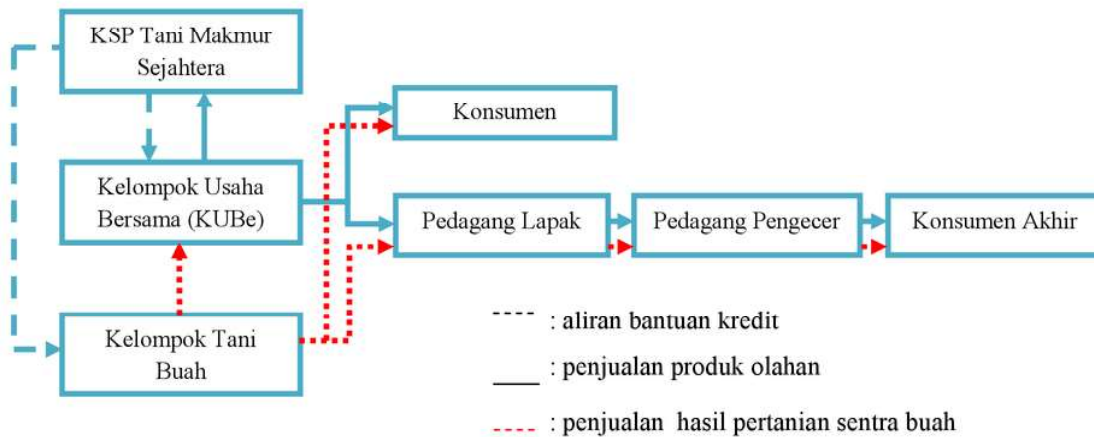 KSP Tani Makmur
Sejahtera
Konsumen
Kelompok Usaha
Bersama (KUBe)
Pedagang Lapak
Pedagang Pengecer
Konsumen Akhir
Kelompok Tani
Buah
: aliran bantuan kredit
: penjualan produk olahan
: penjualan hasil pertanian sentra buah